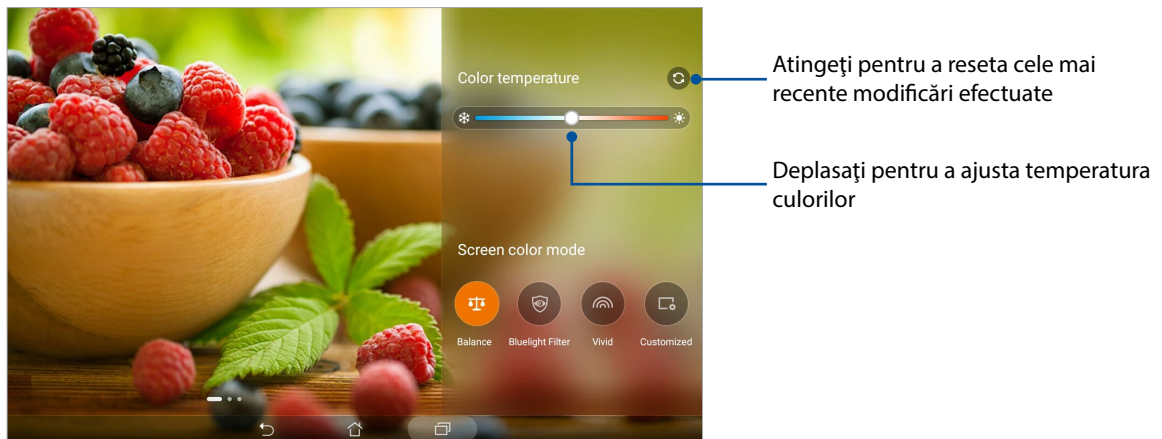 Color temperature
Atingeţi pentru a reseta cele mai
recente modificări efectuate
Deplasaţi pentru a ajusta temperatura
culorilor
Screen color mode
Balance
Bluelight Filter
Vivid
Customized